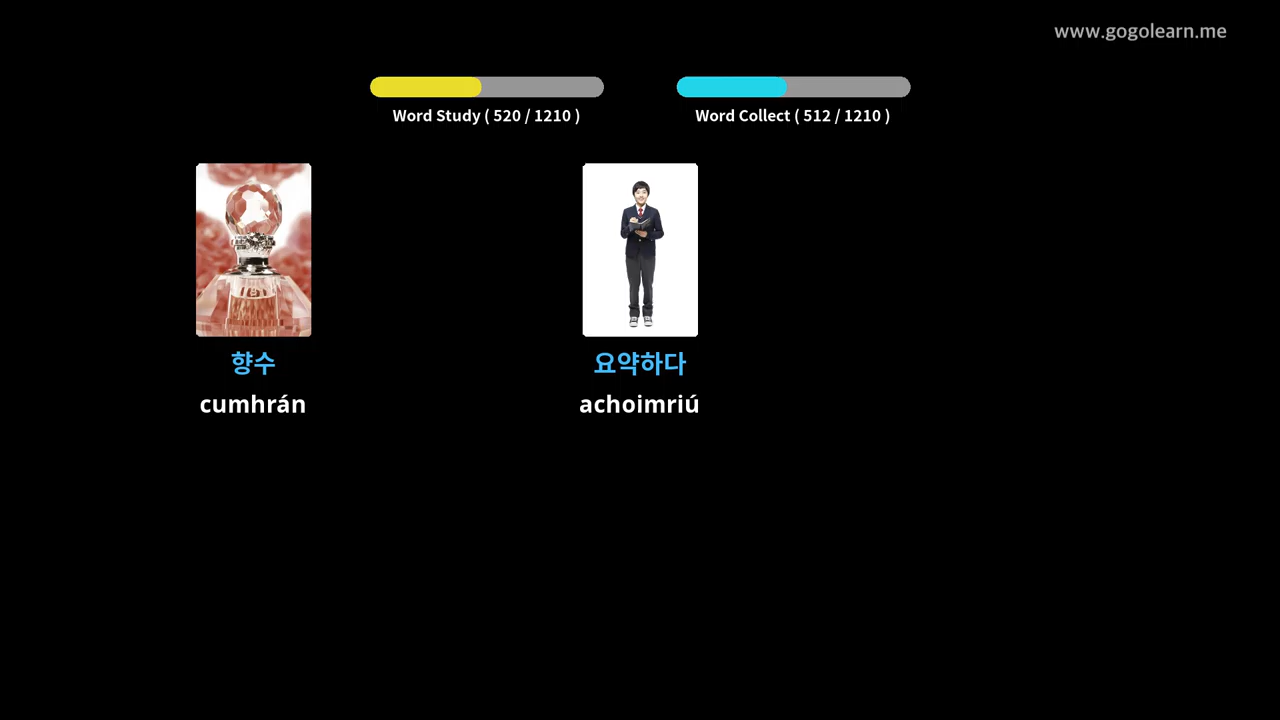 www.gogolearn.me
Word Study ( 520 / 1210 )
Word Collect ( 512 / 1210 )
향수
요약하다
cumhrán
achoimriú